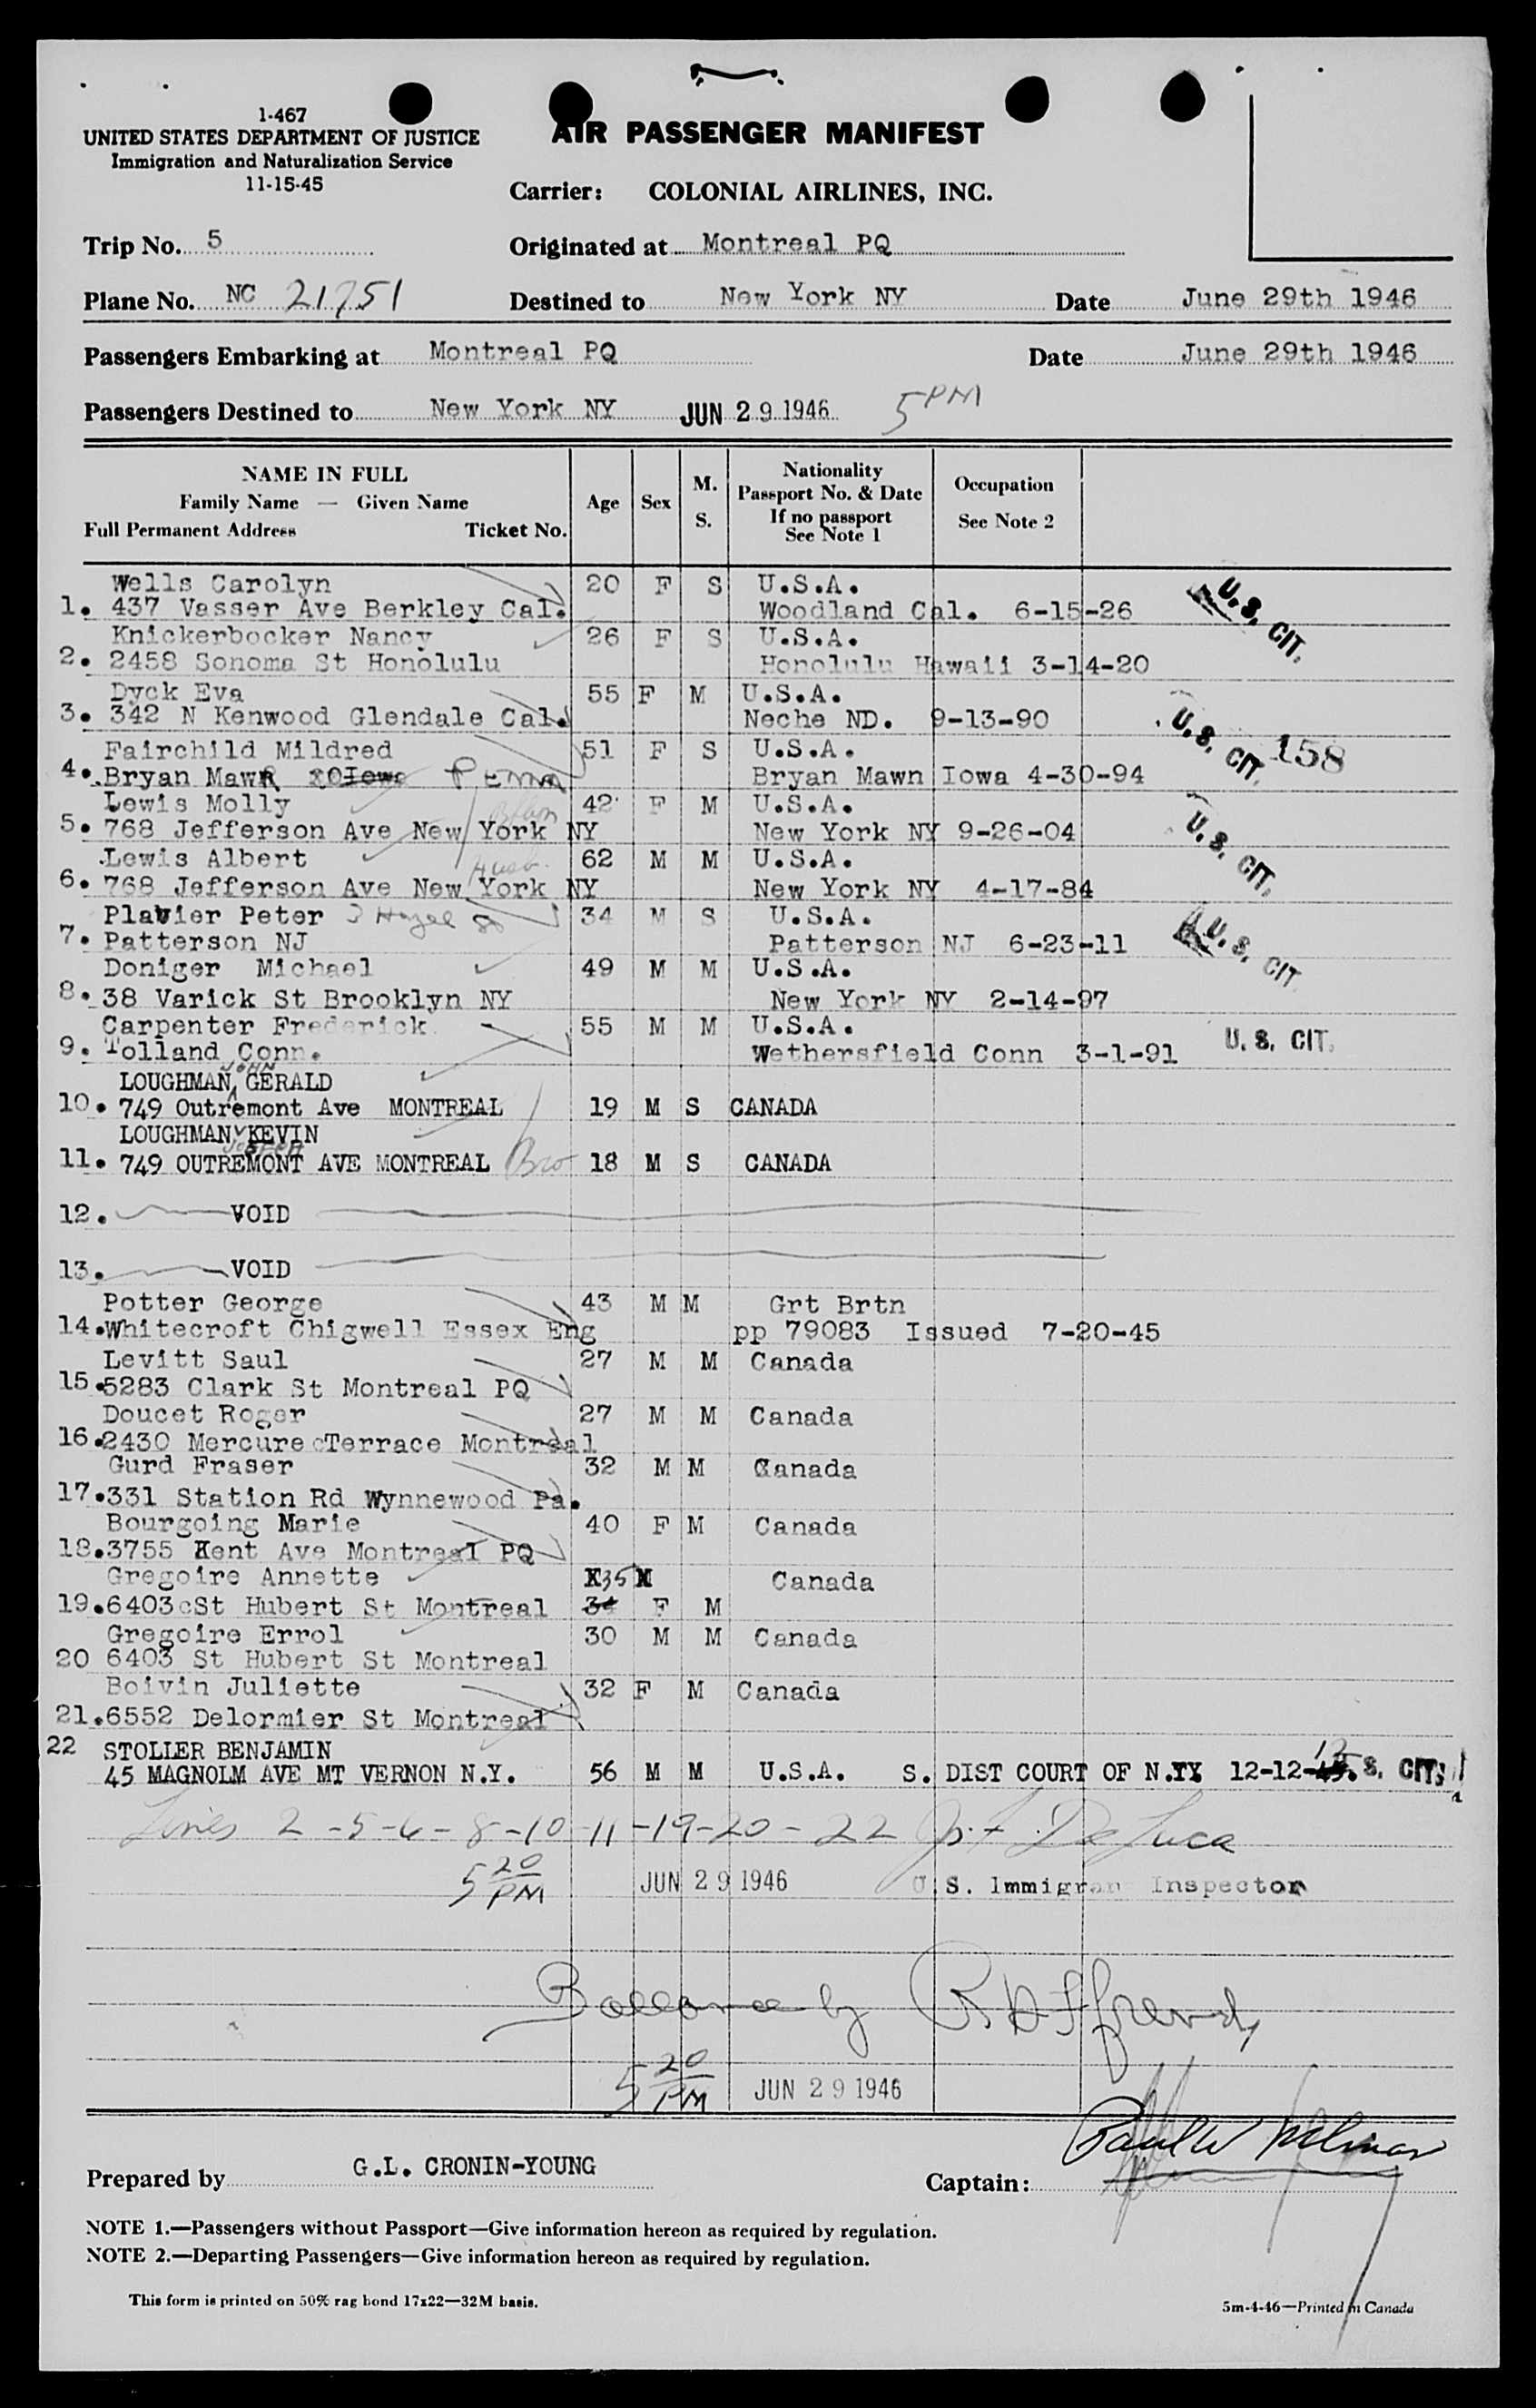 1-467
UNITED STATES DEPARTMENT OF JUSTICE
Immigration and Naturalization Service
11-15-45
AIR PASSENGER MANIFEST
Carrier: COLONIAL AIRLINES, INC.
Trip No. 5 Originated at Montreal PQ
Plane No. NC 21751 Destined to New York NY Date June 29th 1946
Passengers Embarking at Montreal PQ Date June 29th 1946
Passengers Destined to New York NY JUN 29 1946 5 PM
NAME IN FULL
Family Name — Given Name
Full Permanent Address Ticket No.
Age Sex M. S.
Nationality
Passport No. & Date
If no passport
See Note 1
Occupation
See Note 2
Wells Carolyn 20 F S U.S.A.
1. 437 Vasser Ave Berkley Cal. Woodland Cal. 6-15-26 U.S. CIT.
Knickerbocker Nancy 26 F S U.S.A.
2. 2458 Sonoma St Honolulu Honolulu Hawaii 3-14-20
Dyck Eva 55 F M U.S.A.
3. 342 N Kenwood Glendale Cal. Neche ND. 9-13-90 U.S. CIT. 158
Fairchild Mildred 51 F S U.S.A.
4. Bryan Mawr Iowa Penna Bryan Mawn Iowa 4-30-94
Lewis Molly 42 F M U.S.A.
5. 768 Jefferson Ave New York NY New York NY 9-26-04 U.S. CIT.
Lewis Albert Husb. 62 M M U.S.A.
6. 768 Jefferson Ave New York NY New York NY 4-17-84
Plavier Peter 34 M S U.S.A.
7. Patterson NJ Patterson NJ 6-23-11 U.S. CIT
Doniger Michael 49 M M U.S.A.
8. 38 Varick St Brooklyn NY New York NY 2-14-97
Carpenter Frederick 55 M M U.S.A.
9. Tolland Conn. Wethersfield Conn 3-1-91 U.S. CIT.
LOUGHMAN JOHN GERALD
10. 749 Outremont Ave MONTREAL 19 M S CANADA
LOUGHMAN KEVIN
JOSEPH
11. 749 OUTREMONT AVE MONTREAL Bro 18 M S CANADA
12. VOID
13. VOID
Potter George 43 M M Grt Brtn
14. Whitecroft Chigwell Essex Eng pp 79083 Issued 7-20-45
Levitt Saul 27 M M Canada
15. 5283 Clark St Montreal PQ
Doucet Roger 27 M M Canada
16. 2430 Mercure Terrace Montreal
Gurd Fraser 32 M M Canada
17. 331 Station Rd Wynnewood Pa.
Bourgoing Marie 40 F M Canada
18. 3755 Kent Ave Montreal PQ
Gregoire Annette 35 Canada
19. 6403 St Hubert St Montreal 34 F M
Gregoire Errol 30 M M Canada
20 6403 St Hubert St Montreal
Boivin Juliette 32 F M Canada
21. 6552 Delormier St Montreal
22 STOLLER BENJAMIN
45 MAGNOLM AVE MT VERNON N.Y. 56 M M U.S.A. S. DIST COURT OF N.Y. 12-12-13 S. CIT.
Lines 2-5-6-8-10-11-19-20-22 De Luca
5 20 PM JUN 29 1946 U.S. Immigrant Inspector
Ballance by
5 20 PM JUN 29 1946
Prepared by G.L. CRONIN-YOUNG Captain: Paul W
NOTE 1.—Passengers without Passport—Give information hereon as required by regulation.
NOTE 2.—Departing Passengers—Give information hereon as required by regulation.
This form is printed on 50% rag bond 17x22—32M basis. 5m-4-46—Printed in Canada